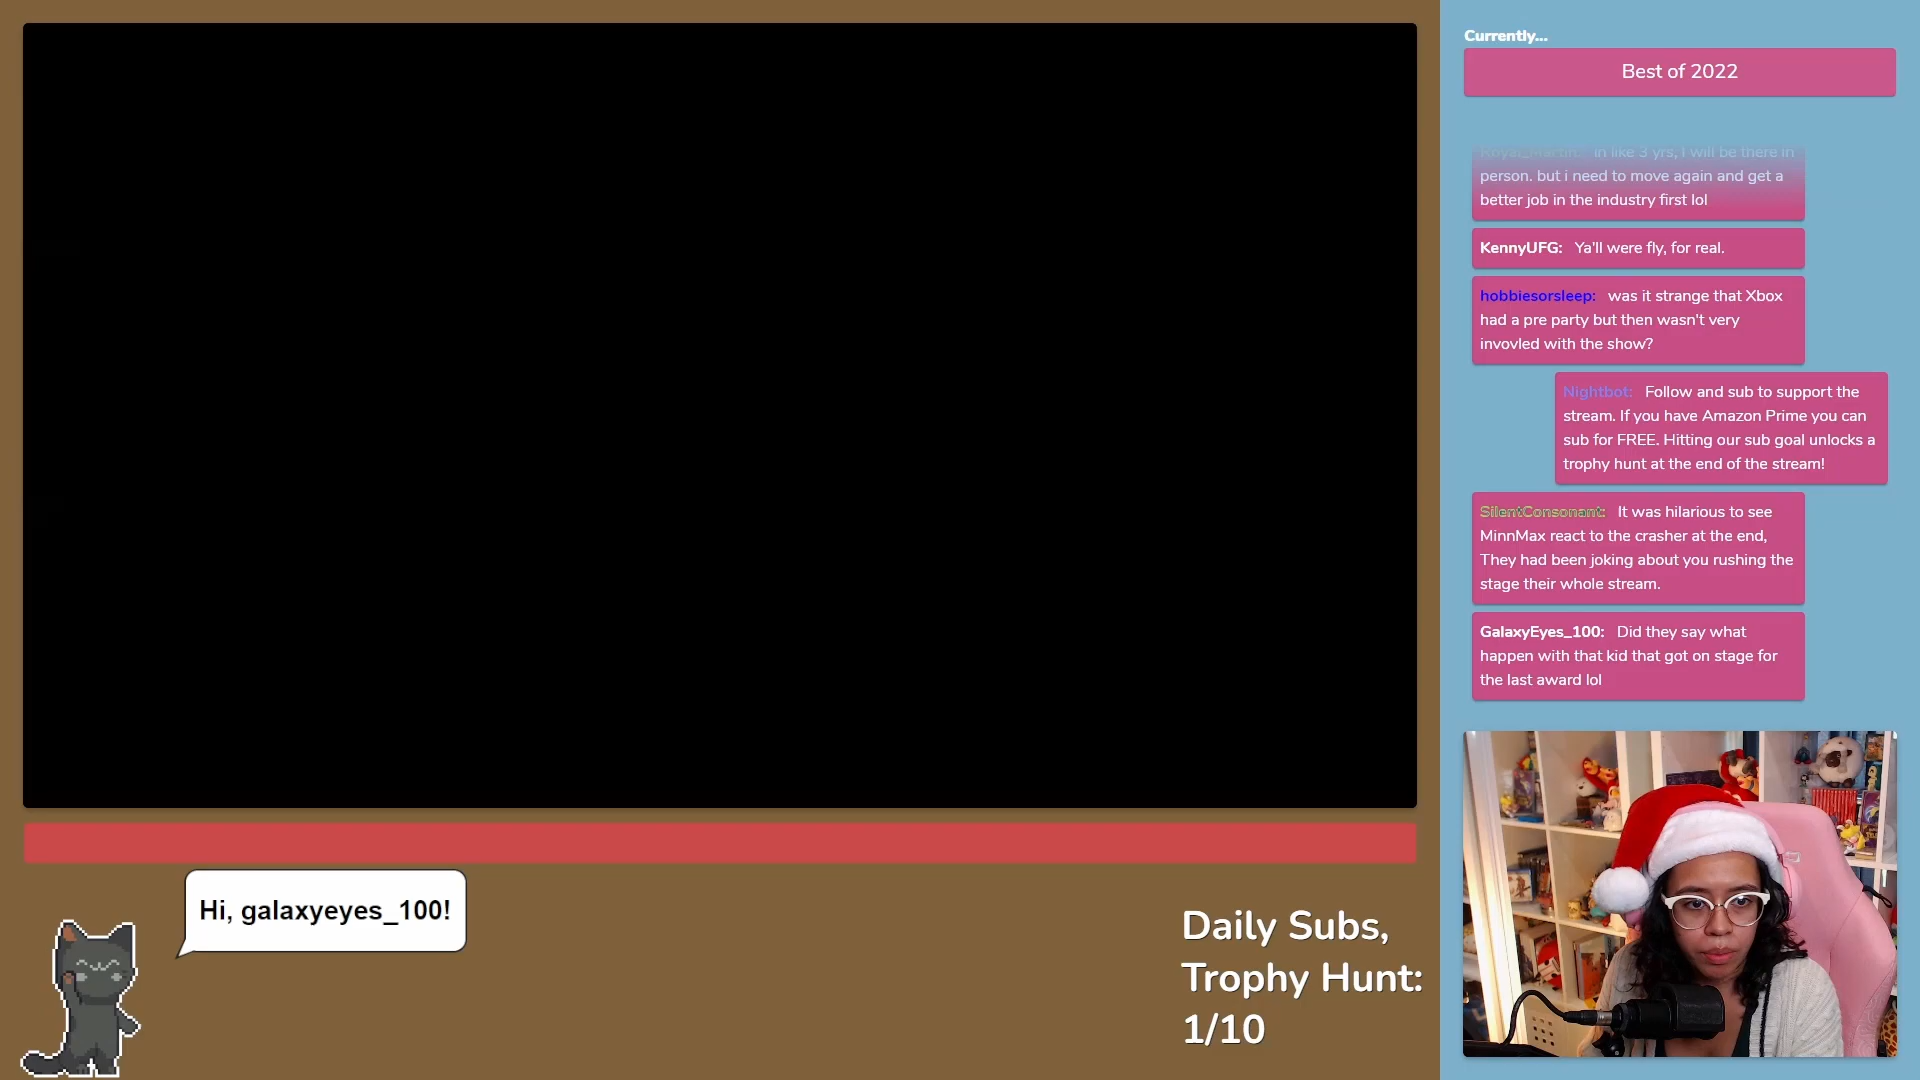 Currently...
Best of 2022
in like 3 yrs, I will be there in
person. but i need to move again and get a
better job in the industry first lol
KennyUFG: Ya'll were fly, for real.
hobbiesorsleep: was it strange that Xbox
had a pre party but then wasn't very
invovled with the show?
Nightbot: Follow and sub to support the
stream. If you have Amazon Prime you can
sub for FREE. Hitting our sub goal unlocks a
trophy hunt at the end of the stream!
SilentConsonant: It was hilarious to see
MinnMax react to the crasher at the end,
They had been joking about you rushing the
stage their whole stream.
GalaxyEyes_100: Did they say what
happen with that kid that got on stage for
the last award lol
Hi, galaxyeyes_100!
Daily Subs,
Trophy Hunt:
1/10